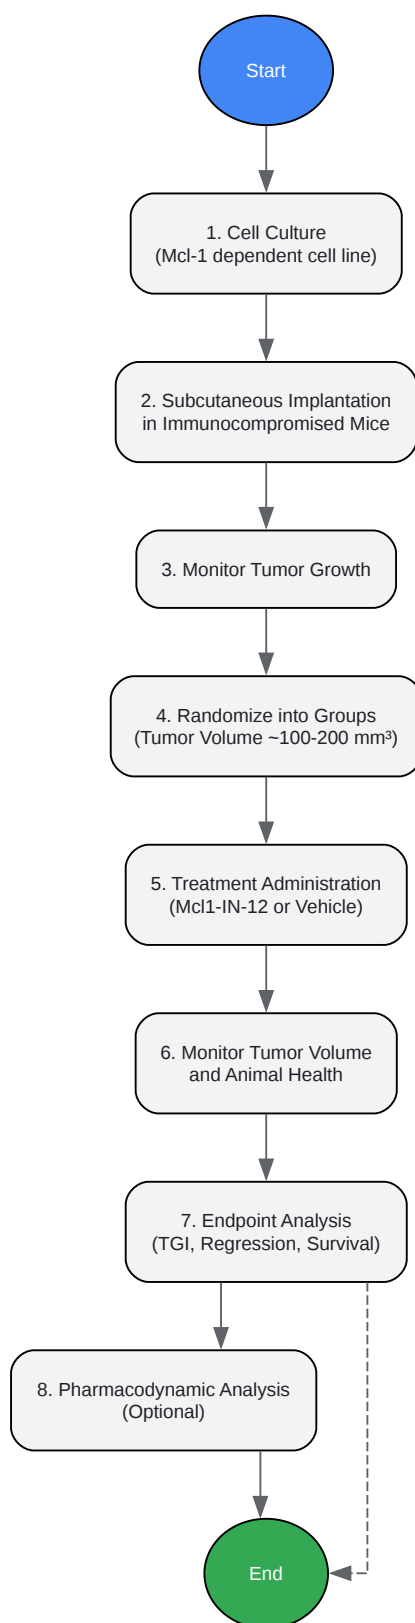 Start
1. Cell Culture
(Mcl-1 dependent cell line)
2. Subcutaneous Implantation
in Immunocompromised Mice
3. Monitor Tumor Growth
4. Randomize into Groups
(Tumor Volume ~100-200 mm³)
5. Treatment Administration
(Mcl1-IN-12 or Vehicle)
6. Monitor Tumor Volume
and Animal Health
7. Endpoint Analysis
(TGI, Regression, Survival)
8. Pharmacodynamic Analysis
(Optional)
End